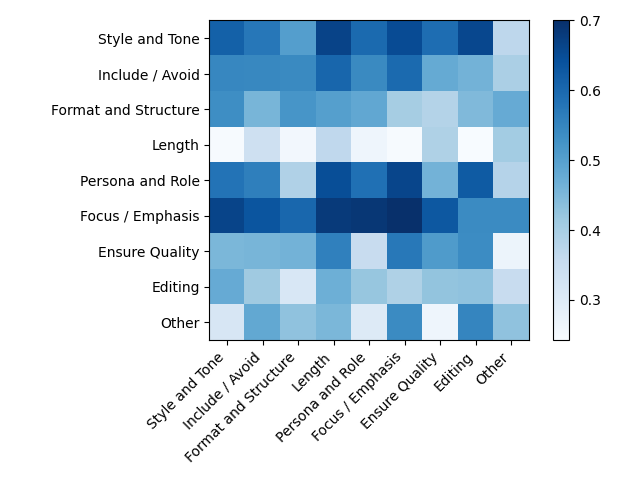 Style and Tone
Include / Avoid
Format and Structure
Length
Persona and Role
Focus / Emphasis
Ensure Quality
Editing
Other
Style and Tone
Include / Avoid
Format and Structure
Length
Persona and Role
Focus / Emphasis
Ensure Quality
Editing
Other
0.7
0.6
0.5
0.4
0.3